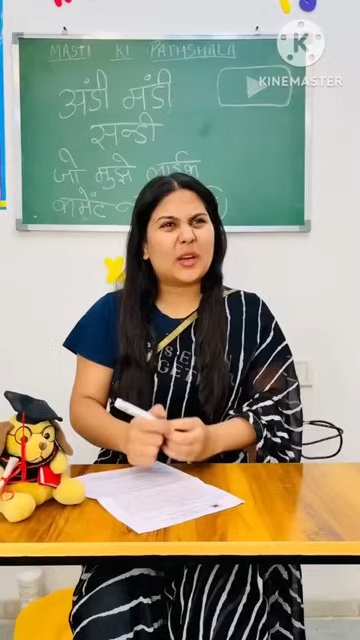 MASTI KI PATHSHALA
K
KINEMASTER
अंडी मंडी
सन्डी
जो मुझे लाईक
कामेंट